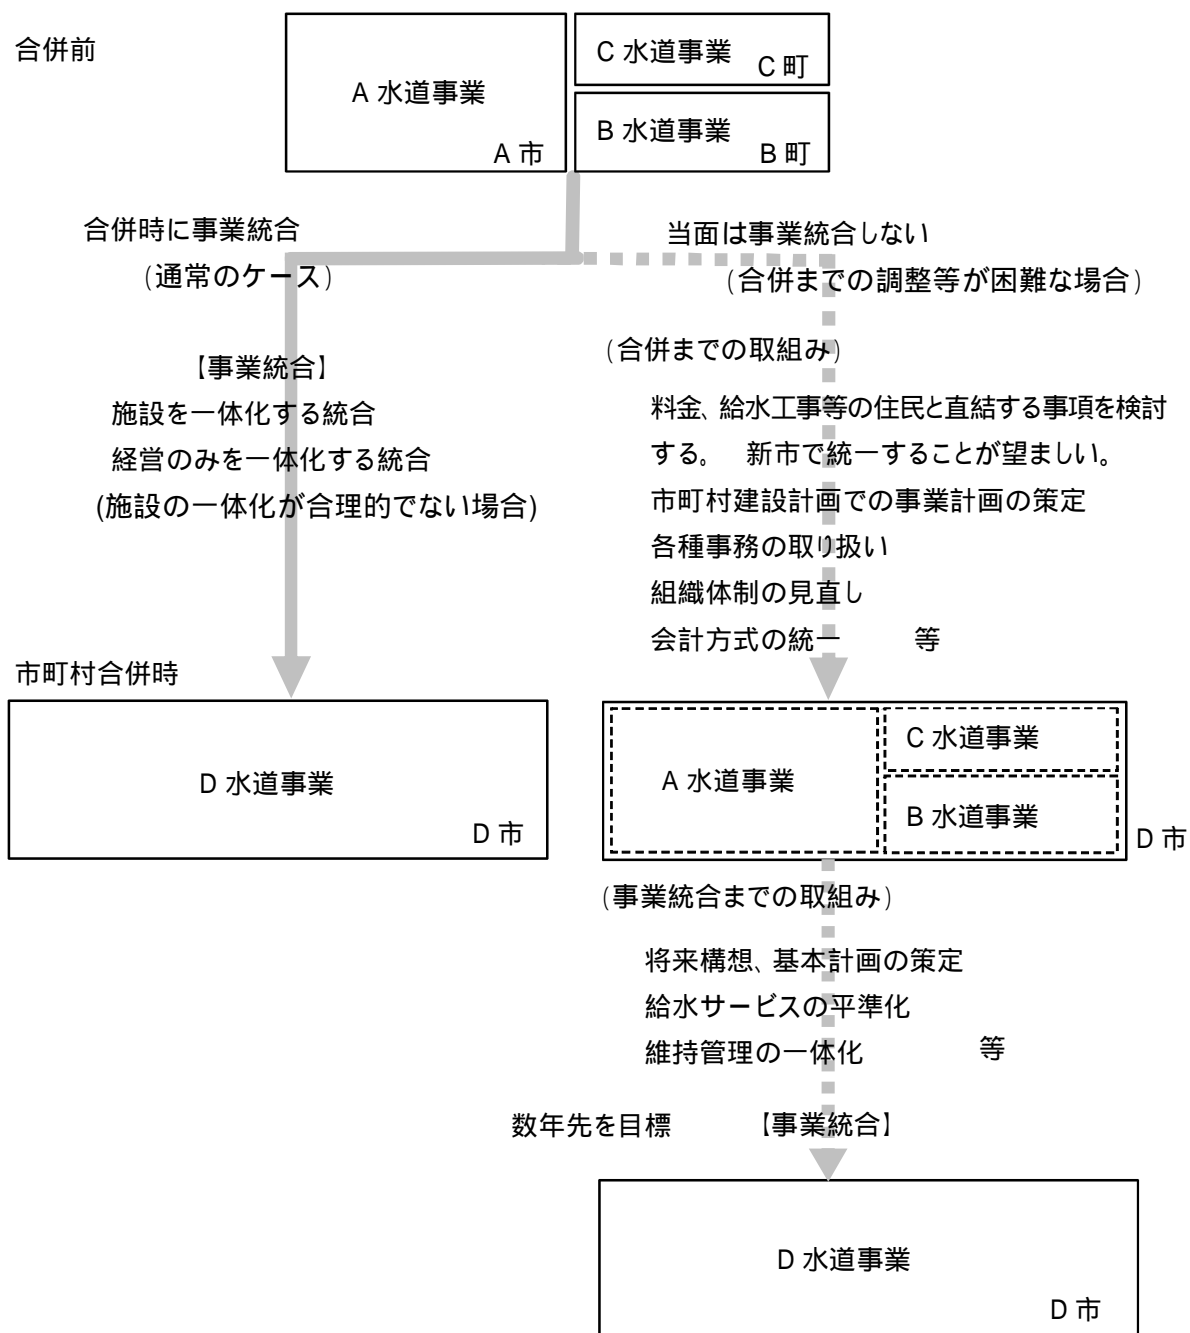 合併前
A 水道事業
A 市
C 水道事業
C 町
B 水道事業
B 町
合併時に事業統合
(通常のケース)
【事業統合】
施設を一体化する統合
経営のみを一体化する統合
(施設の一体化が合理的でない場合)
市町村合併時
D 水道事業
D 市
当面は事業統合しない
(合併までの調整等が困難な場合)
(合併までの取組み)
料金、給水工事等の住民と直結する事項を検討
する。 新市で統一することが望ましい。
市町村建設計画での事業計画の策定
各種事務の取り扱い
組織体制の見直し
会計方式の統一 等
A 水道事業
C 水道事業
B 水道事業
D 市
(事業統合までの取組み)
将来構想、基本計画の策定
給水サービスの平準化
維持管理の一体化 等
数年先を目標 【事業統合】
D 水道事業
D 市